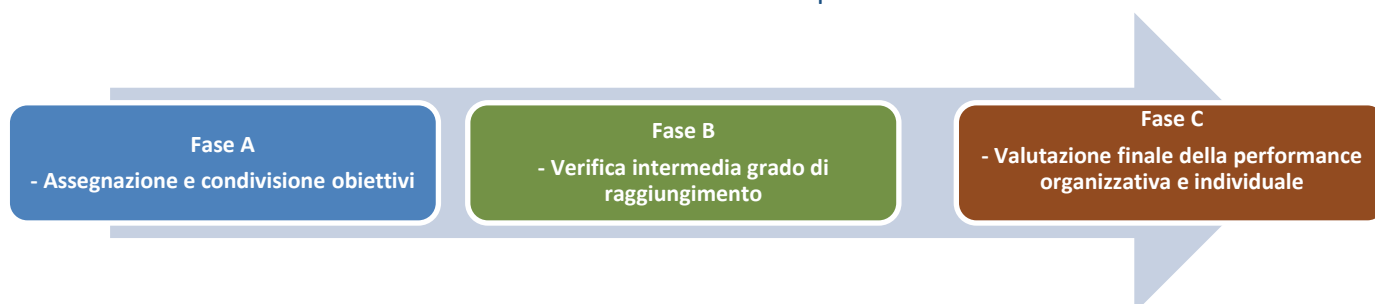 Fase A
- Assegnazione e condivisione obiettivi
Fase B
- Verifica intermedia grado di
raggiungimento
Fase C
- Valutazione finale della performance
organizzativa e individuale